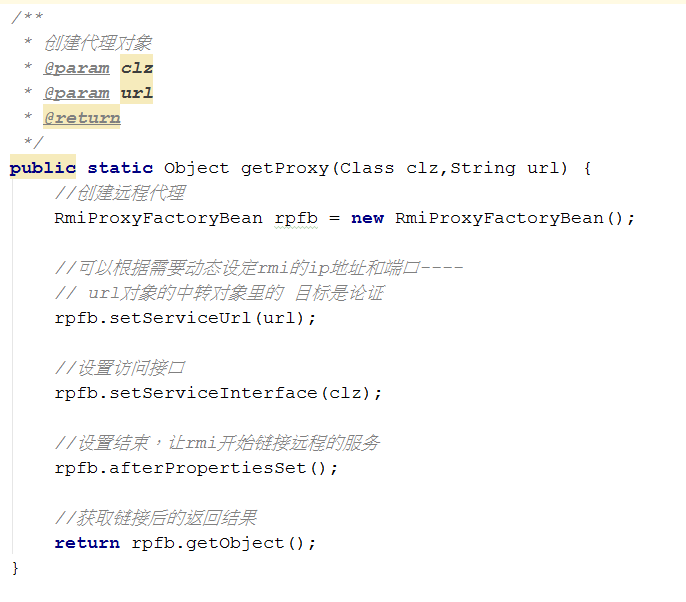 /**
 * 创建代理对象
 * @param clz
 * @param url
 * @return
 */
public static Object getProxy(Class clz,String url) {
    //创建远程代理
    RmiProxyFactoryBean rpfb = new RmiProxyFactoryBean();
    //可以根据需要动态设定rmi的ip地址和端口----
    // url对象的中转对象里的 目标是论证
    rpfb.setServiceUrl(url);
    //设置访问接口
    rpfb.setServiceInterface(clz);
    //设置结束，让rmi开始链接远程的服务
    rpfb.afterPropertiesSet();
    //获取链接后的返回结果
    return rpfb.getObject();
}